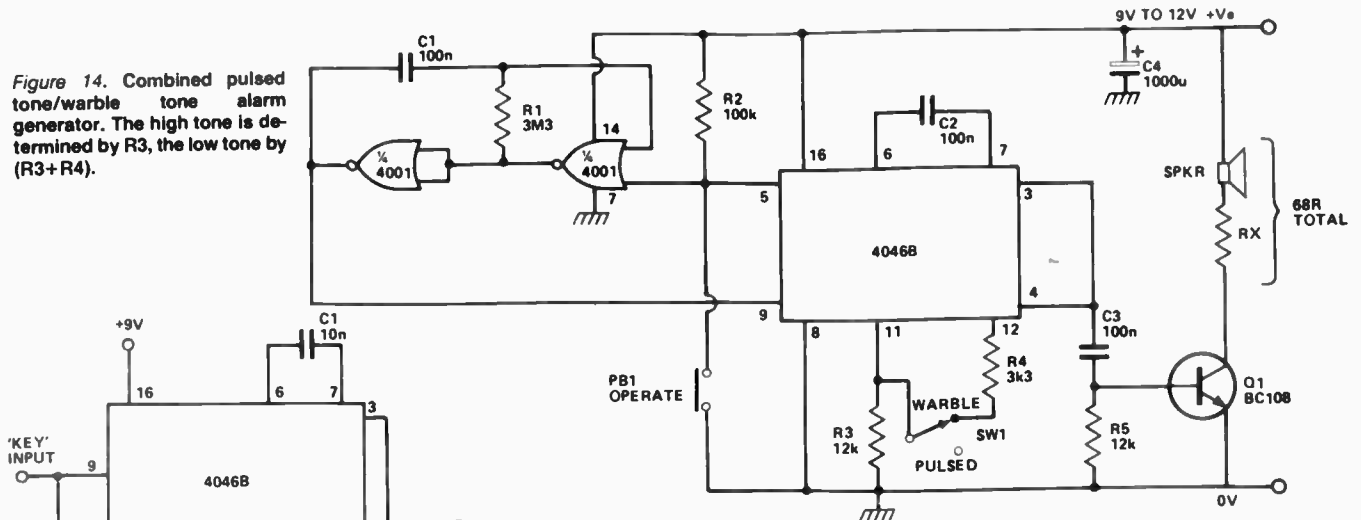 Figure 14. Combined pulsed
tone/warble tone alarm
generator. The high tone is de-
termined by R3, the low tone by
(R3+R4).
C1
100n
R1
3M3
14
¼
4001
¼
4001
7
R2
100k
16
C2
100n
6
7
5
3
4046B
4
9
8
11
12
PB1
OPERATE
R3
12k
WARBLE
R4
3k3
SW1
PULSED
C3
100n
R5
12k
Q1
BC108
9V TO 12V +Ve
+
C4
1000u
SPKR
RX
68R
TOTAL
0V
+9V
C1
10n
16
6
7
3
'KEY'
INPUT
9
4046B